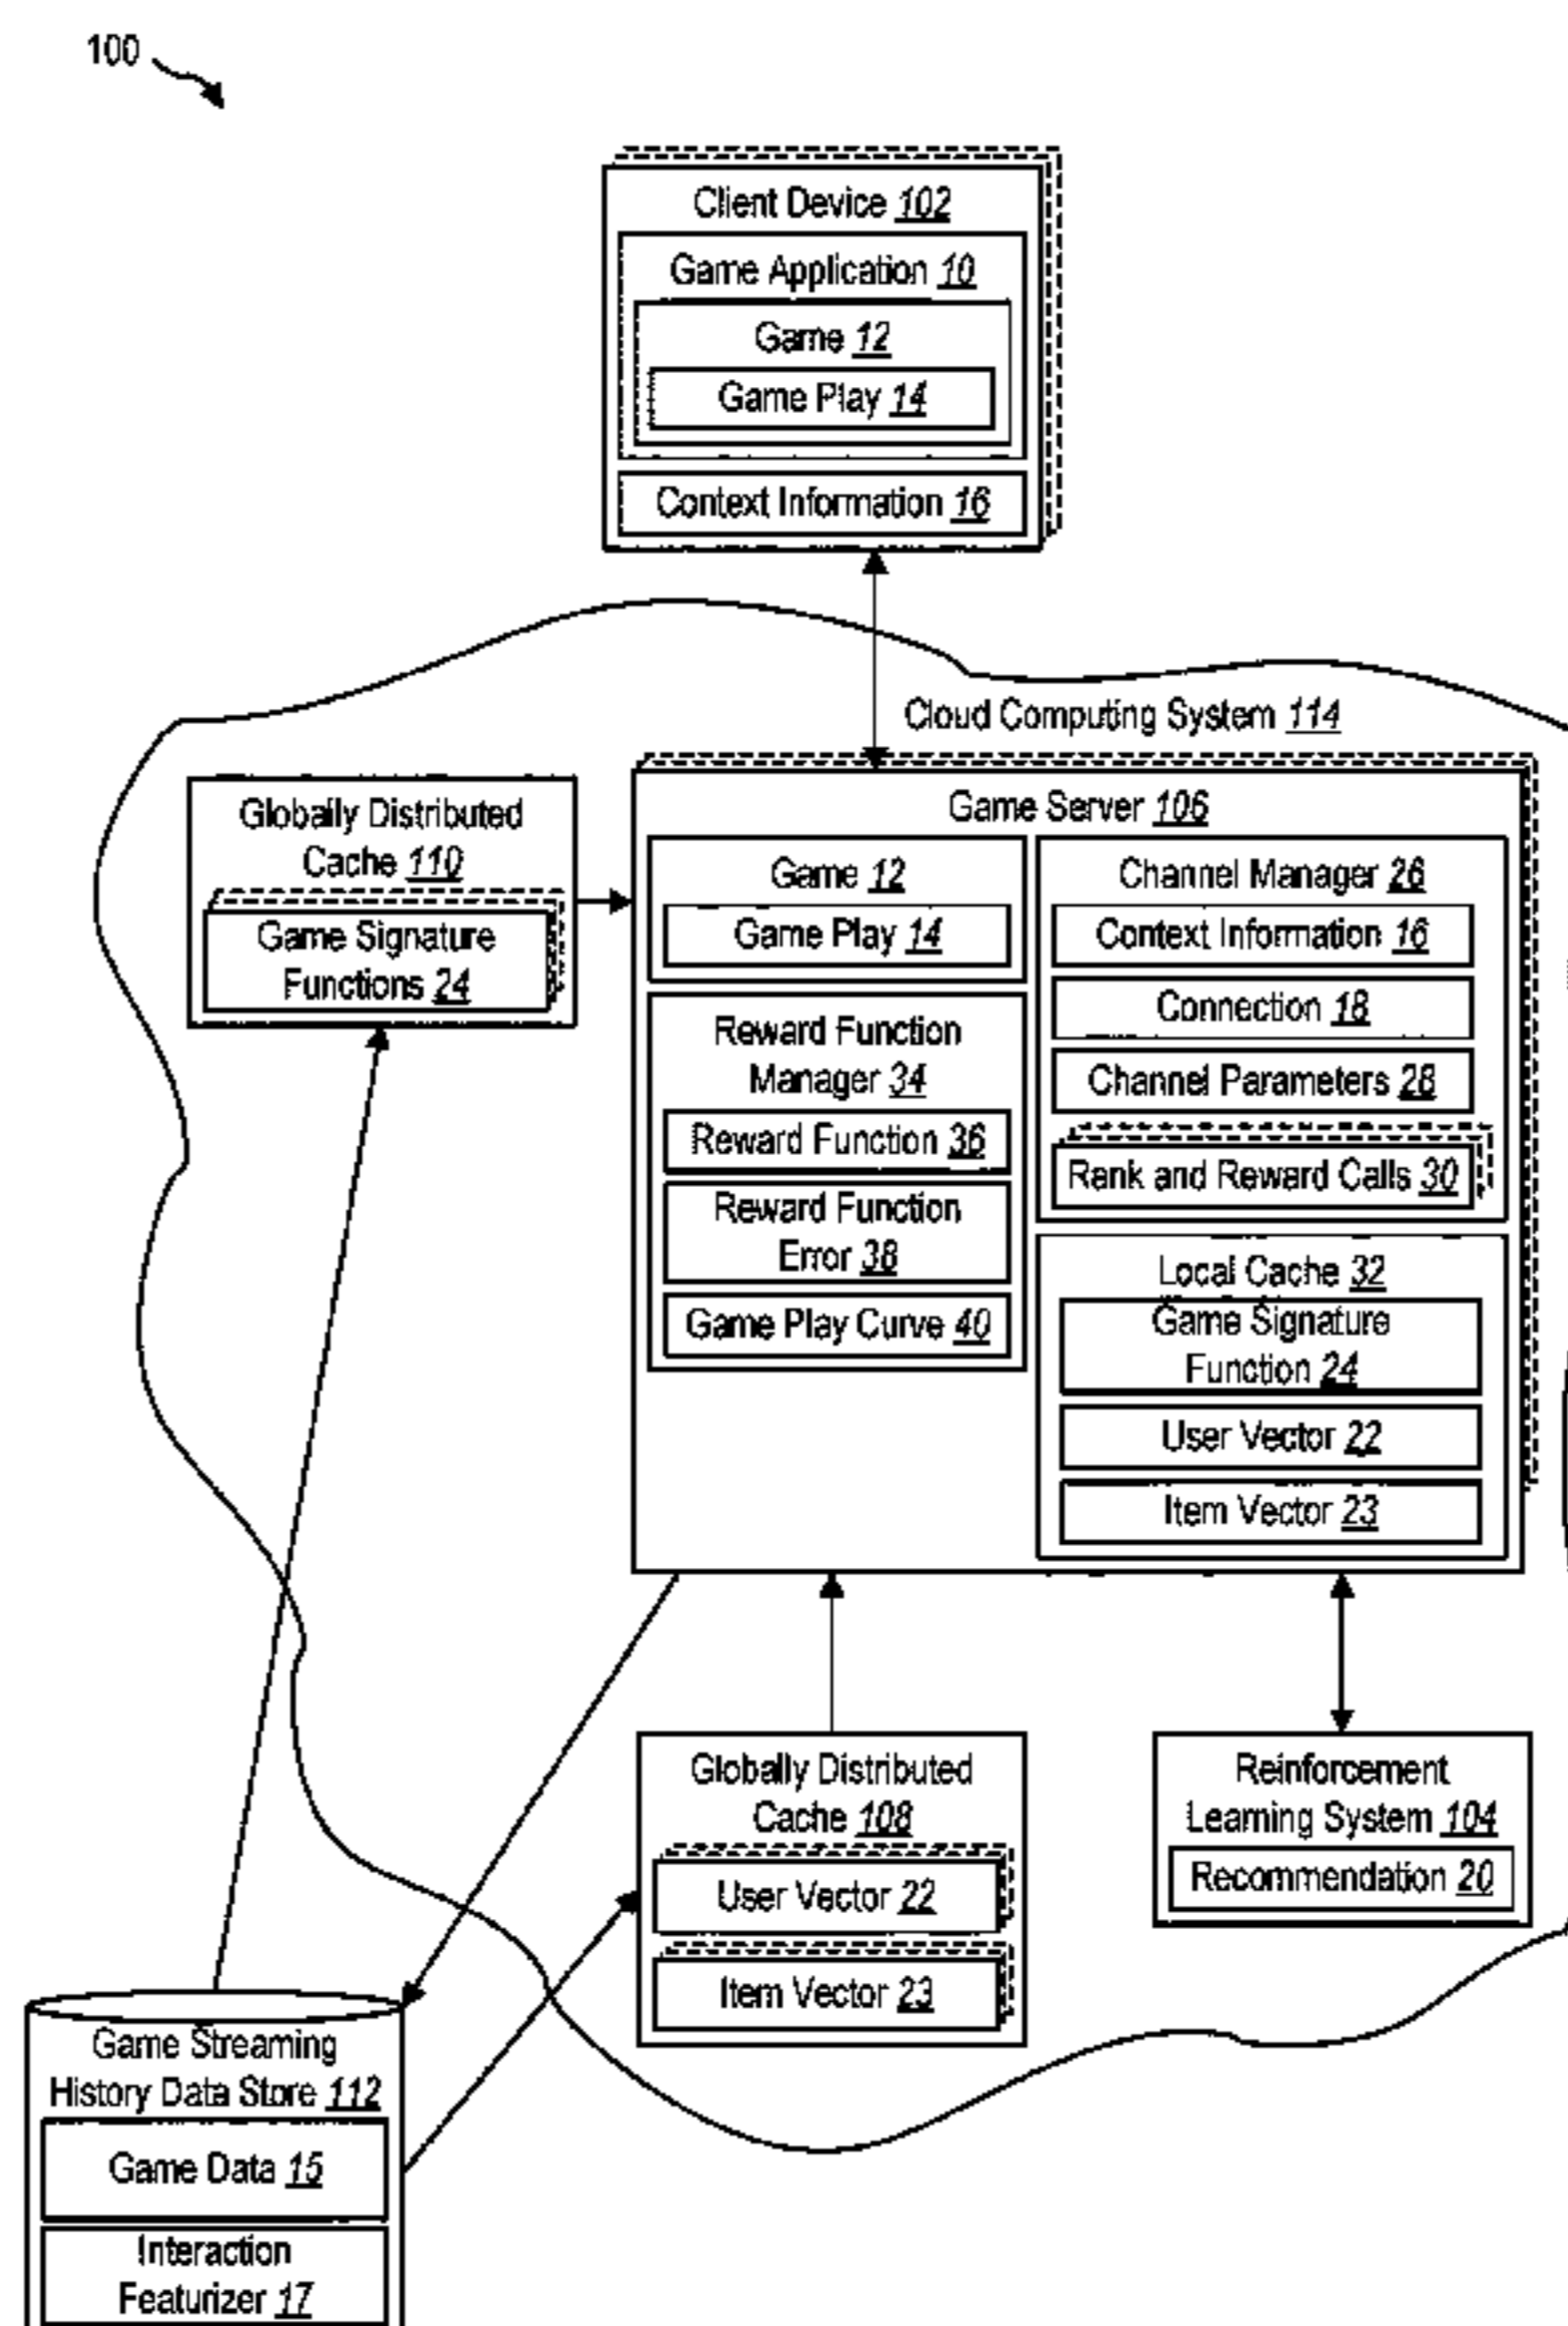 100
Client Device 102
Game Application 10
Game 12
Game Play 14
Context Information 16
Cloud Computing System 114
Globally Distributed
Cache 110
Game Signature
Functions 24
Game Server 106
Game 12
Game Play 14
Reward Function
Manager 34
Reward Function 36
Reward Function
Error 38
Game Play Curve 40
Channel Manager 26
Context Information 16
Connection 18
Channel Parameters 28
Rank and Reward Calls 30
Local Cache 32
Game Signature
Function 24
User Vector 22
Item Vector 23
Globally Distributed
Cache 108
User Vector 22
Item Vector 23
Reinforcement
Learning System 104
Recommendation 20
Game Streaming
History Data Store 112
Game Data 15
Interaction
Featurizer 17